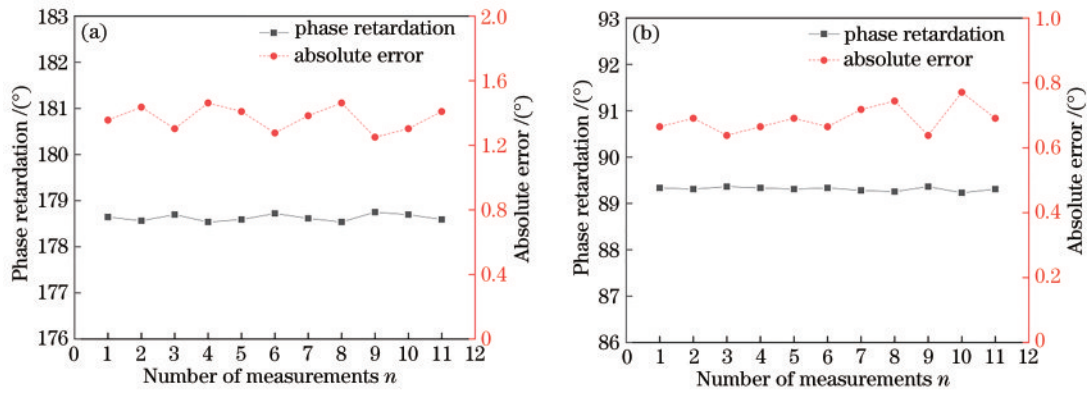 (a)
phase retardation
absolute error
Phase retardation /(°)
183
182
181
180
179
178
177
176
2.0
1.6
1.2
0.8
0.4
0
Absolute error /(°)
0 1 2 3 4 5 6 7 8 9 10 11 12
Number of measurements n
(b)
phase retardation
absolute error
Phase retardation /(°)
93
92
91
90
89
88
87
86
1.0
0.8
0.6
0.4
0.2
0
Absolute error /(°)
0 1 2 3 4 5 6 7 8 9 10 11 12
Number of measurements n